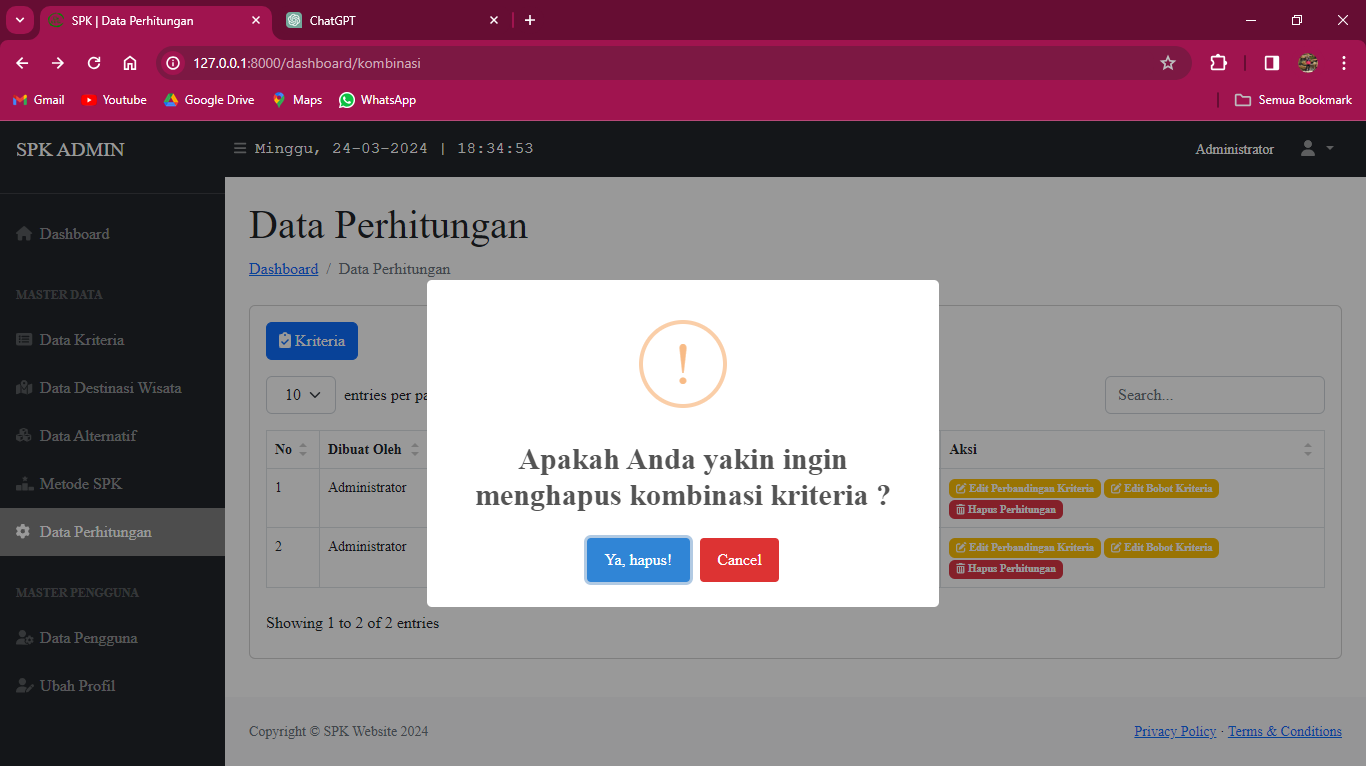 SPK | Data Perhitungan
ChatGPT
127.0.0.1:8000/dashboard/kombinasi
Gmail Youtube Google Drive Maps WhatsApp Semua Bookmark
SPK ADMIN
Minggu, 24-03-2024 | 18:34:53
Administrator
Dashboard
MASTER DATA
Data Kriteria
Data Destinasi Wisata
Data Alternatif
Metode SPK
Data Perhitungan
MASTER PENGGUNA
Data Pengguna
Ubah Profil
Data Perhitungan
Dashboard / Data Perhitungan
Kriteria
10 entries per pa
Search...
No Dibuat Oleh Aksi
1 Administrator Edit Perbandingan Kriteria Edit Bobot Kriteria
Hapus Perhitungan
2 Administrator Edit Perbandingan Kriteria Edit Bobot Kriteria
Hapus Perhitungan
Showing 1 to 2 of 2 entries
!
Apakah Anda yakin ingin
menghapus kombinasi kriteria ?
Ya, hapus! Cancel
Copyright © SPK Website 2024
Privacy Policy · Terms & Conditions